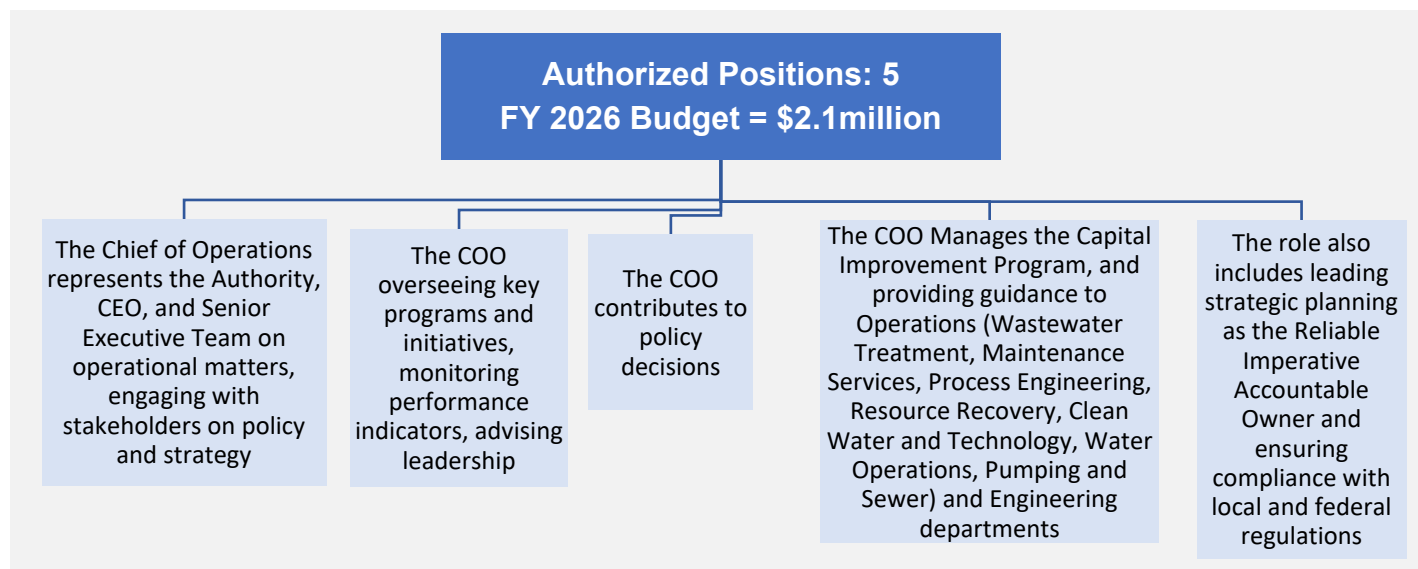 Authorized Positions: 5
FY 2026 Budget = $2.1million
The Chief of Operations
represents the Authority,
CEO, and Senior
Executive Team on
operational matters,
engaging with
stakeholders on policy
and strategy
The COO
overseeing key
programs and
initiatives,
monitoring
performance
indicators, advising
leadership
The COO
contributes to
policy
decisions
The COO Manages the Capital
Improvement Program, and
providing guidance to
Operations (Wastewater
Treatment, Maintenance
Services, Process Engineering,
Resource Recovery, Clean
Water and Technology, Water
Operations, Pumping and
Sewer) and Engineering
departments
The role also
includes leading
strategic planning
as the Reliable
Imperative
Accountable
Owner and
ensuring
compliance with
local and federal
regulations